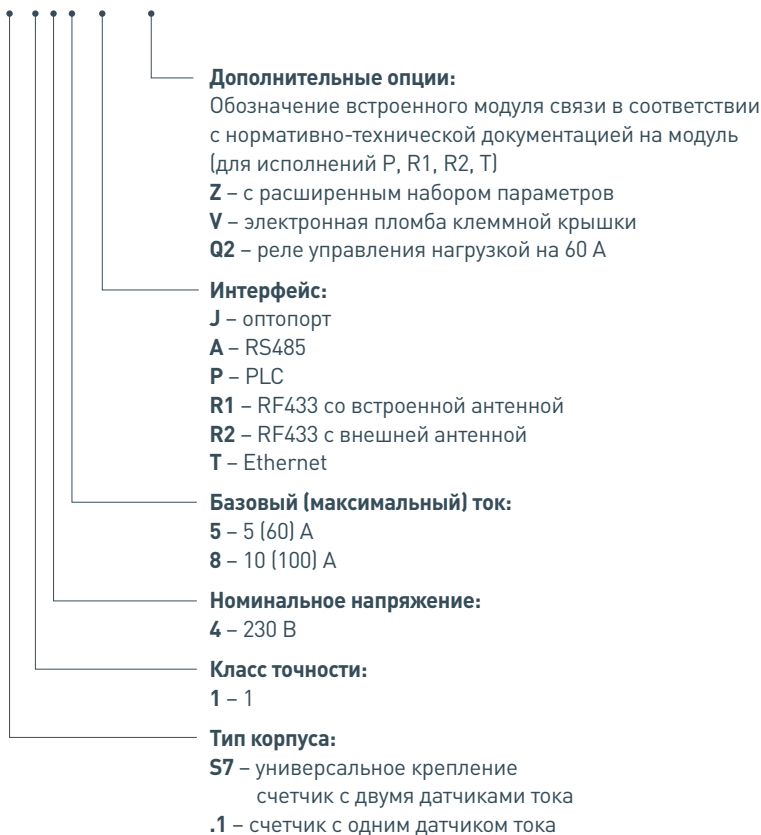 Дополнительные опции:
Обозначение встроенного модуля связи в соответствии
с нормативно-технической документацией на модуль
(для исполнений P, R1, R2, T)
Z – с расширенным набором параметров
V – электронная пломба клеммной крышки
Q2 – реле управления нагрузкой на 60 А
Интерфейс:
J – оптопорт
A – RS485
P – PLC
R1 – RF433 со встроенной антенной
R2 – RF433 с внешней антенной
T – Ethernet
Базовый (максимальный) ток:
5 – 5 (60) А
8 – 10 (100) А
Номинальное напряжение:
4 – 230 В
Класс точности:
1 – 1
Тип корпуса:
S7 – универсальное крепление
счетчик с двумя датчиками тока
.1 – счетчик с одним датчиком тока